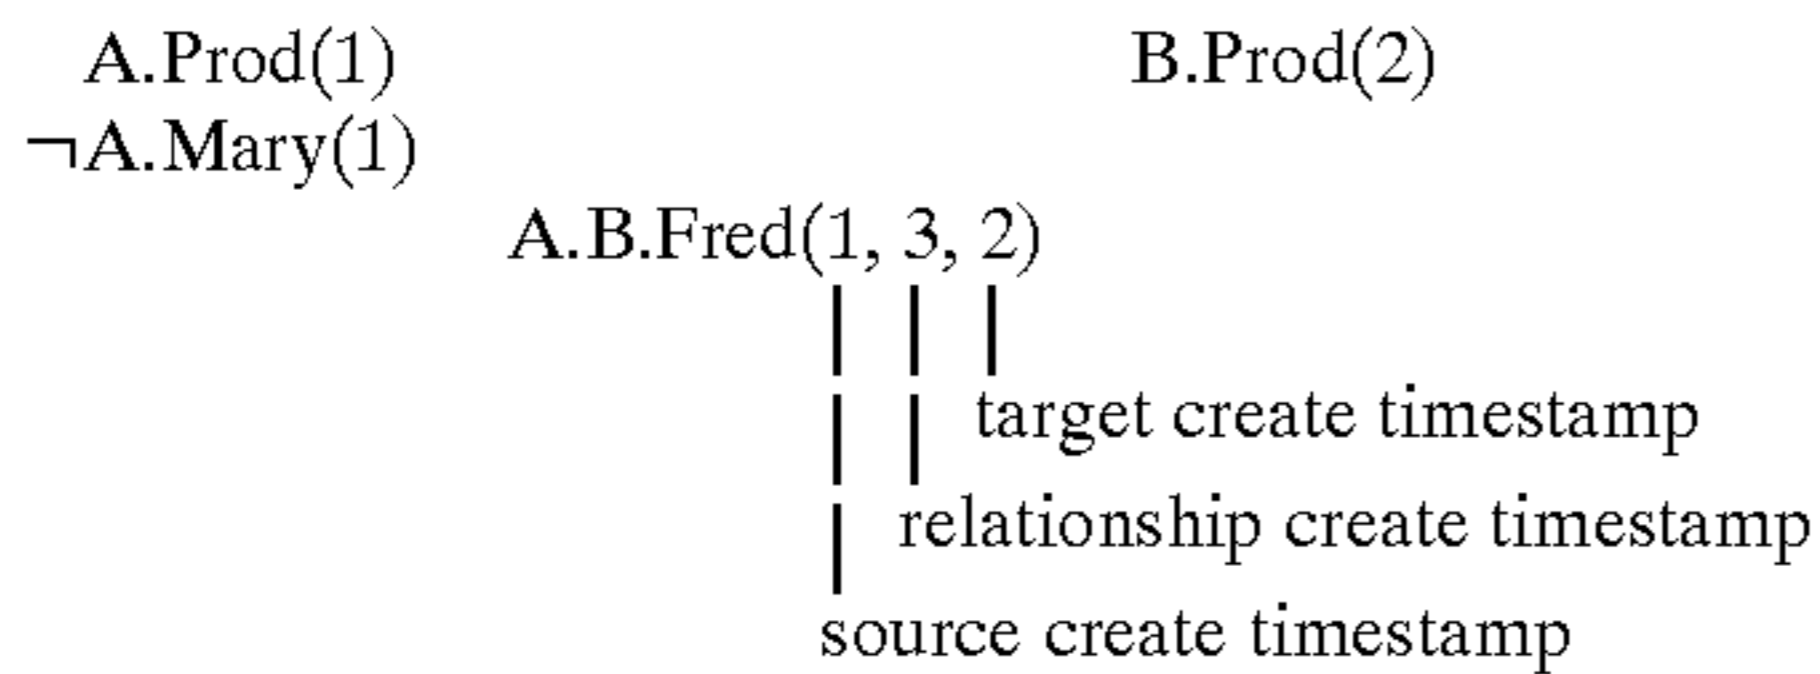 A.Prod(1) B.Prod(2)
¬A.Mary(1)
A.B.Fred(1, 3, 2)
target create timestamp
relationship create timestamp
source create timestamp